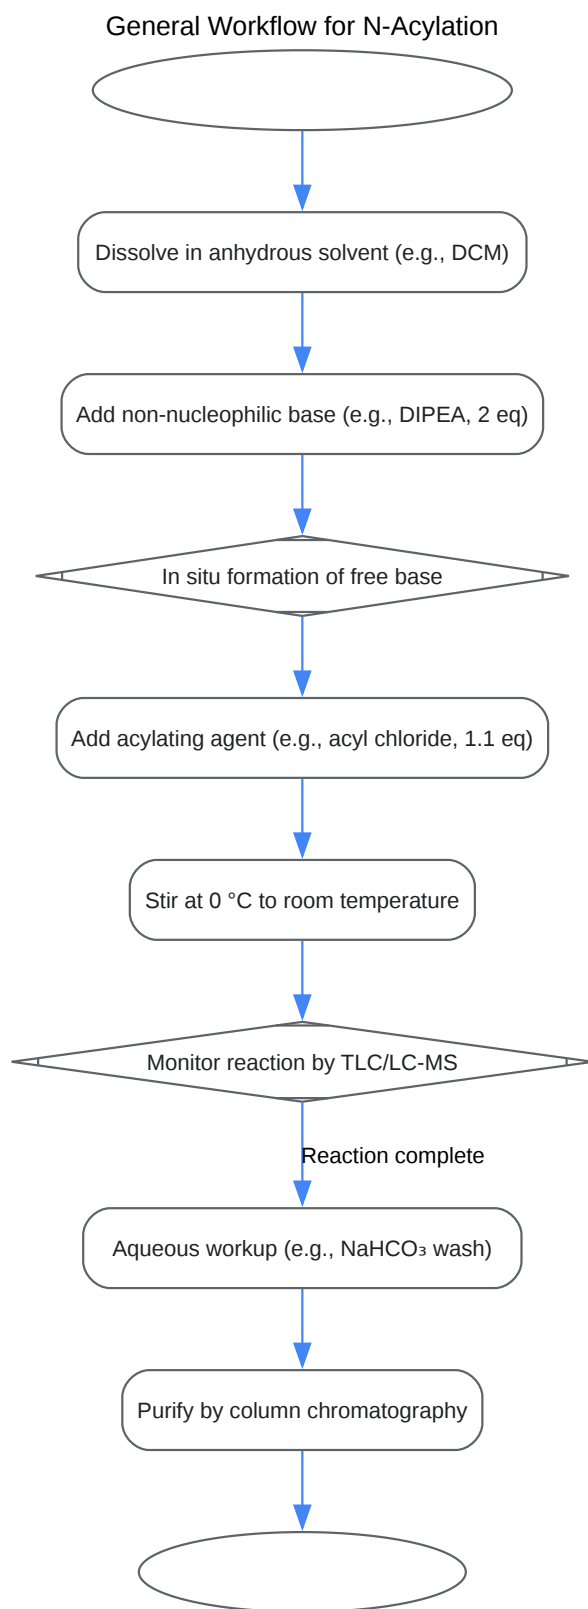 General Workflow for N-Acylation
Dissolve in anhydrous solvent (e.g., DCM)
Add non-nucleophilic base (e.g., DIPEA, 2 eq)
In situ formation of free base
Add acylating agent (e.g., acyl chloride, 1.1 eq)
Stir at 0 °C to room temperature
Monitor reaction by TLC/LC-MS
Reaction complete
Aqueous workup (e.g., NaHCO₃ wash)
Purify by column chromatography